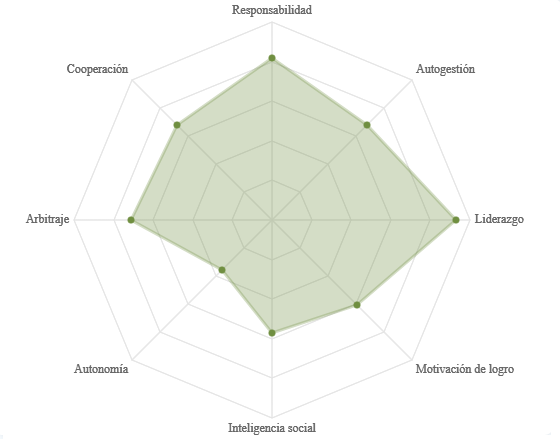 Responsabilidad
Cooperación
Autogestión
Arbitraje
Liderazgo
Autonomía
Motivación de logro
Inteligencia social